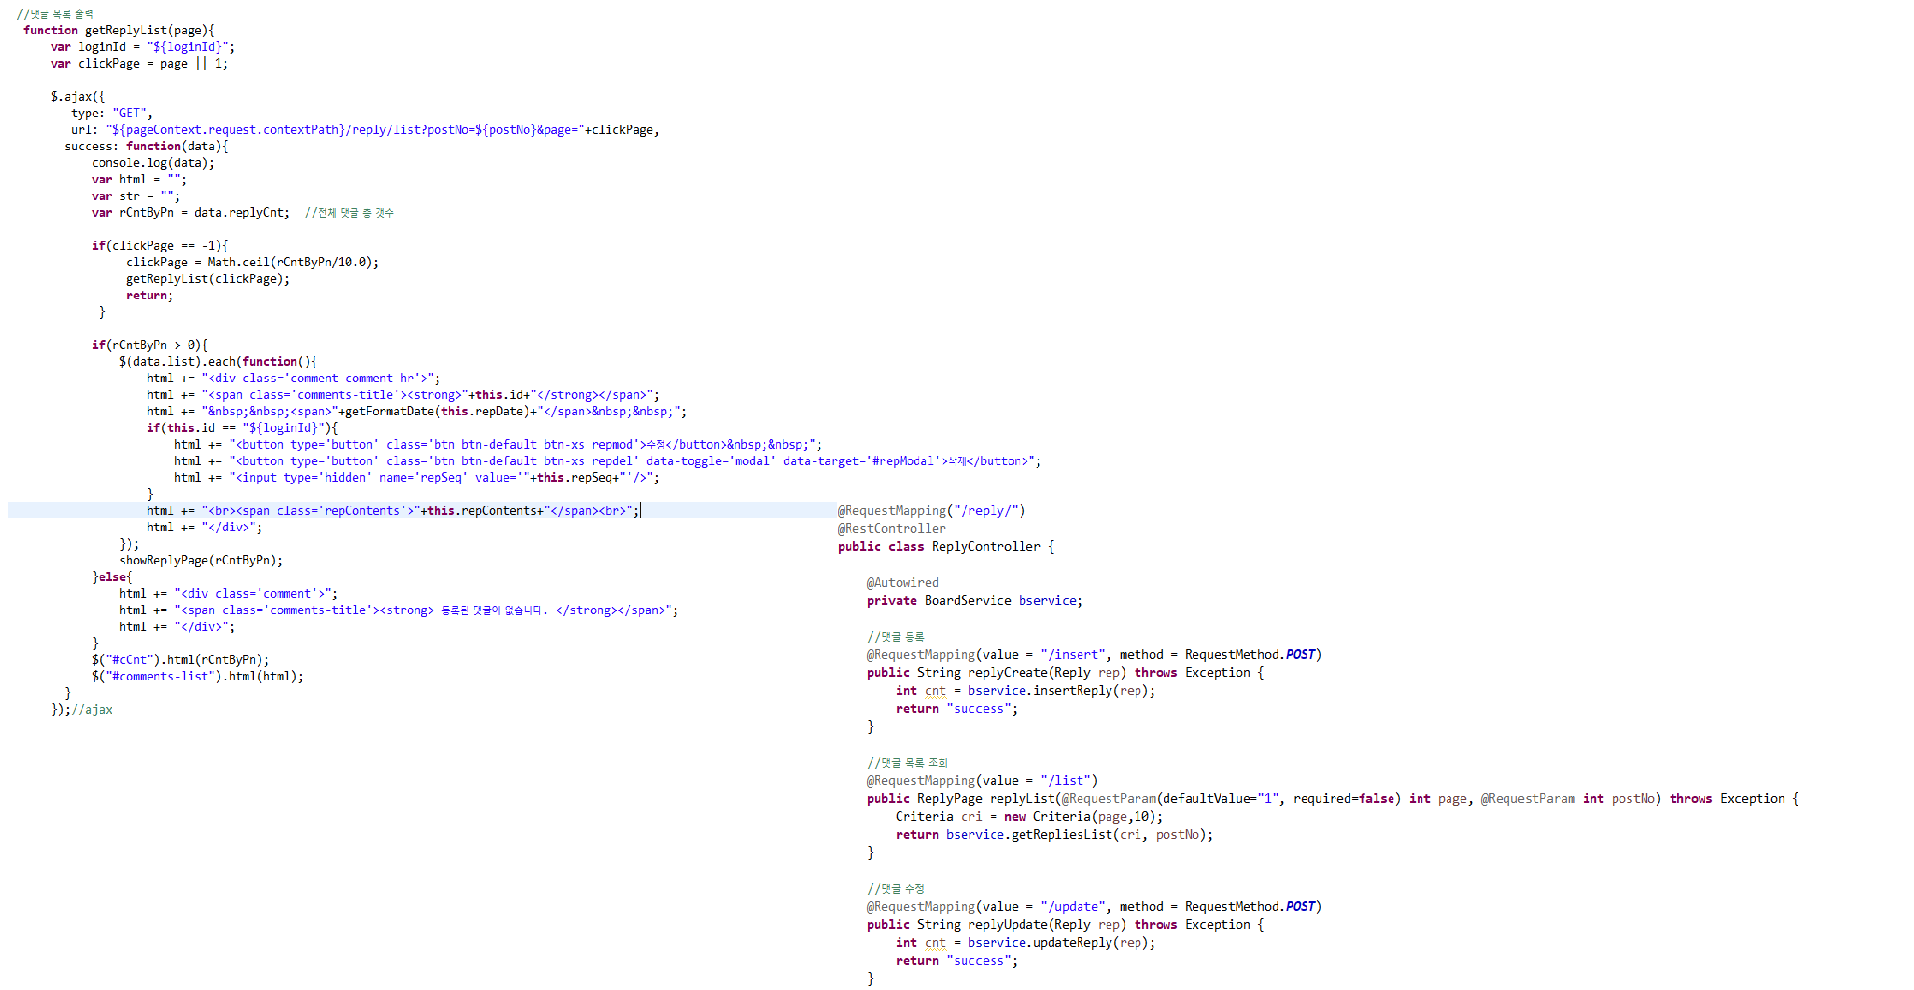 //댓글 목록 출력
function getReplyList(page){
var loginId = "${loginId}";
var clickPage = page || 1;
$.ajax({
type: "GET",
url: "${pageContext.request.contextPath}/reply/list?postNo=${postNo}&page="+clickPage,
success: function(data){
console.log(data);
var html = "";
var str = "";
var rCntByPn = data.replyCnt; //전체 댓글 총 갯수
if(clickPage == -1){
clickPage = Math.ceil(rCntByPn/10.0);
getReplyList(clickPage);
return;
}
if(rCntByPn > 0){
$(data.list).each(function(){
html += "<div class='comment comment-hr'>";
html += "<span class='comments-title'><strong>"+this.id+"</strong></span>";
html += "&nbsp;&nbsp;<span>"+getFormatDate(this.repDate)+"</span>&nbsp;&nbsp;";
if(this.id == "${loginId}"){
html += "<button type='button' class='btn btn-default btn-xs repmod'>수정</button>&nbsp;&nbsp;";
html += "<button type='button' class='btn btn-default btn-xs repdel' data-toggle='modal' data-target='#repModal'>삭제</button>";
html += "<input type='hidden' name='repSeq' value='"+this.repSeq+"'/>";
}
html += "<br><span class='repContents'>"+this.repContents+"</span><br>";
html += "</div>";
});
showReplyPage(rCntByPn);
}else{
html += "<div class='comment'>";
html += "<span class='comments-title'><strong> 등록된 댓글이 없습니다. </strong></span>";
html += "</div>";
}
$("#cCnt").html(rCntByPn);
$("#comments-list").html(html);
}
});//ajax
@RequestMapping("/reply/")
@RestController
public class ReplyController {
@Autowired
private BoardService bservice;
//댓글 등록
@RequestMapping(value = "/insert", method = RequestMethod.POST)
public String replyCreate(Reply rep) throws Exception {
int cnt = bservice.insertReply(rep);
return "success";
}
//댓글 목록 조회
@RequestMapping(value = "/list")
public ReplyPage replyList(@RequestParam(defaultValue="1", required=false) int page, @RequestParam int postNo) throws Exception {
Criteria cri = new Criteria(page,10);
return bservice.getRepliesList(cri, postNo);
}
//댓글 수정
@RequestMapping(value = "/update", method = RequestMethod.POST)
public String replyUpdate(Reply rep) throws Exception {
int cnt = bservice.updateReply(rep);
return "success";
}